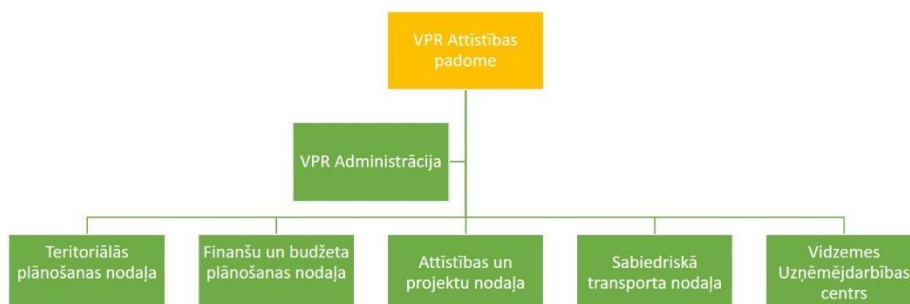 VPR Attīstības
padome
VPR Administrācija
Teritoriālās
plānošanas nodaļa
Finanšu un budžeta
plānošanas nodaļa
Attīstības un
projektu nodaļa
Sabiedriskā
transporta nodaļa
Vidzemes
Uzņēmējdarbības
centrs